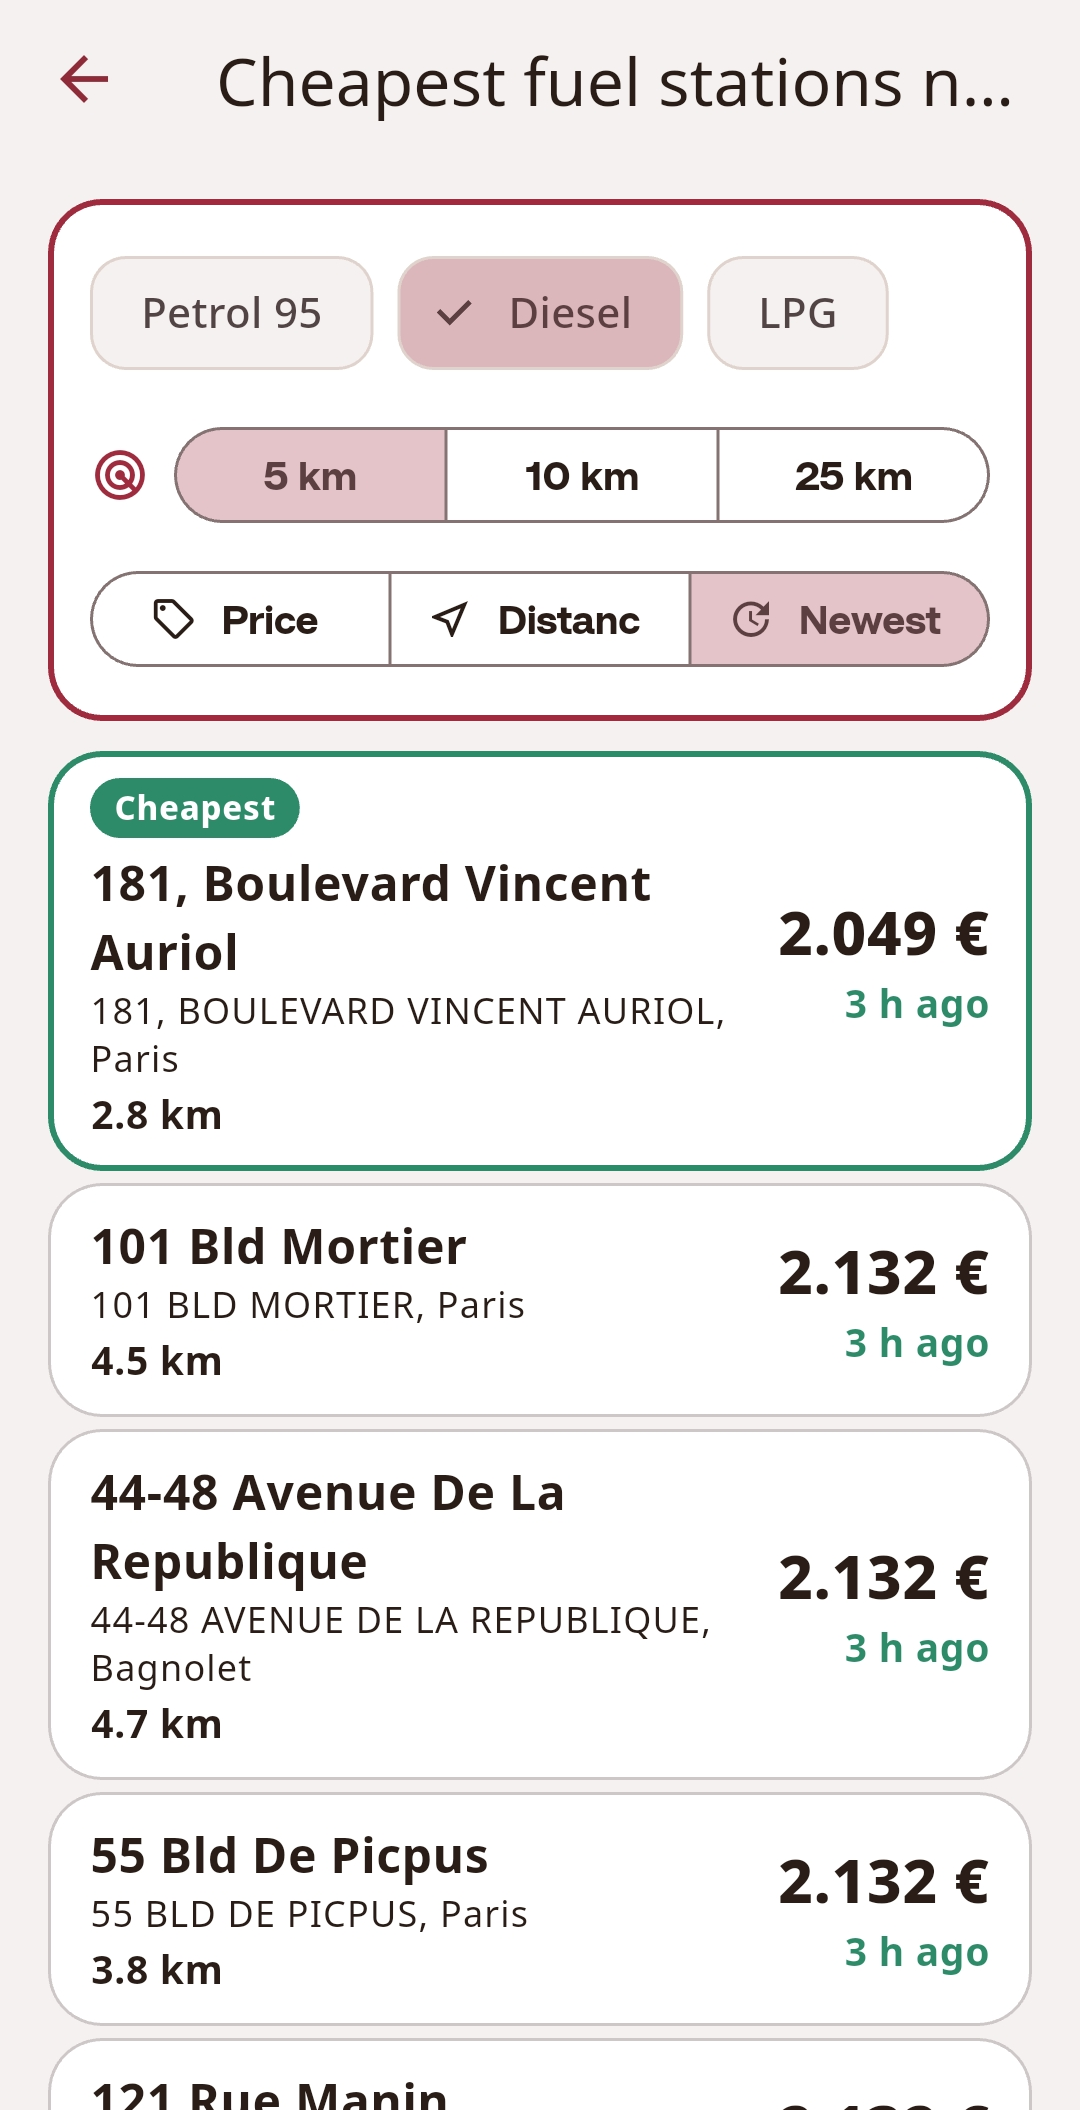 Cheapest fuel stations n...
Petrol 95
Diesel
LPG
5 km
10 km
25 km
Price
Distanc
Newest
Cheapest
181, Boulevard Vincent
Auriol
181, BOULEVARD VINCENT AURIOL,
Paris
2.8 km
2.049 €
3 h ago
101 Bld Mortier
101 BLD MORTIER, Paris
4.5 km
2.132 €
3 h ago
44-48 Avenue De La
Republique
44-48 AVENUE DE LA REPUBLIQUE,
Bagnolet
4.7 km
2.132 €
3 h ago
55 Bld De Picpus
55 BLD DE PICPUS, Paris
3.8 km
2.132 €
3 h ago
121 Rue Manin